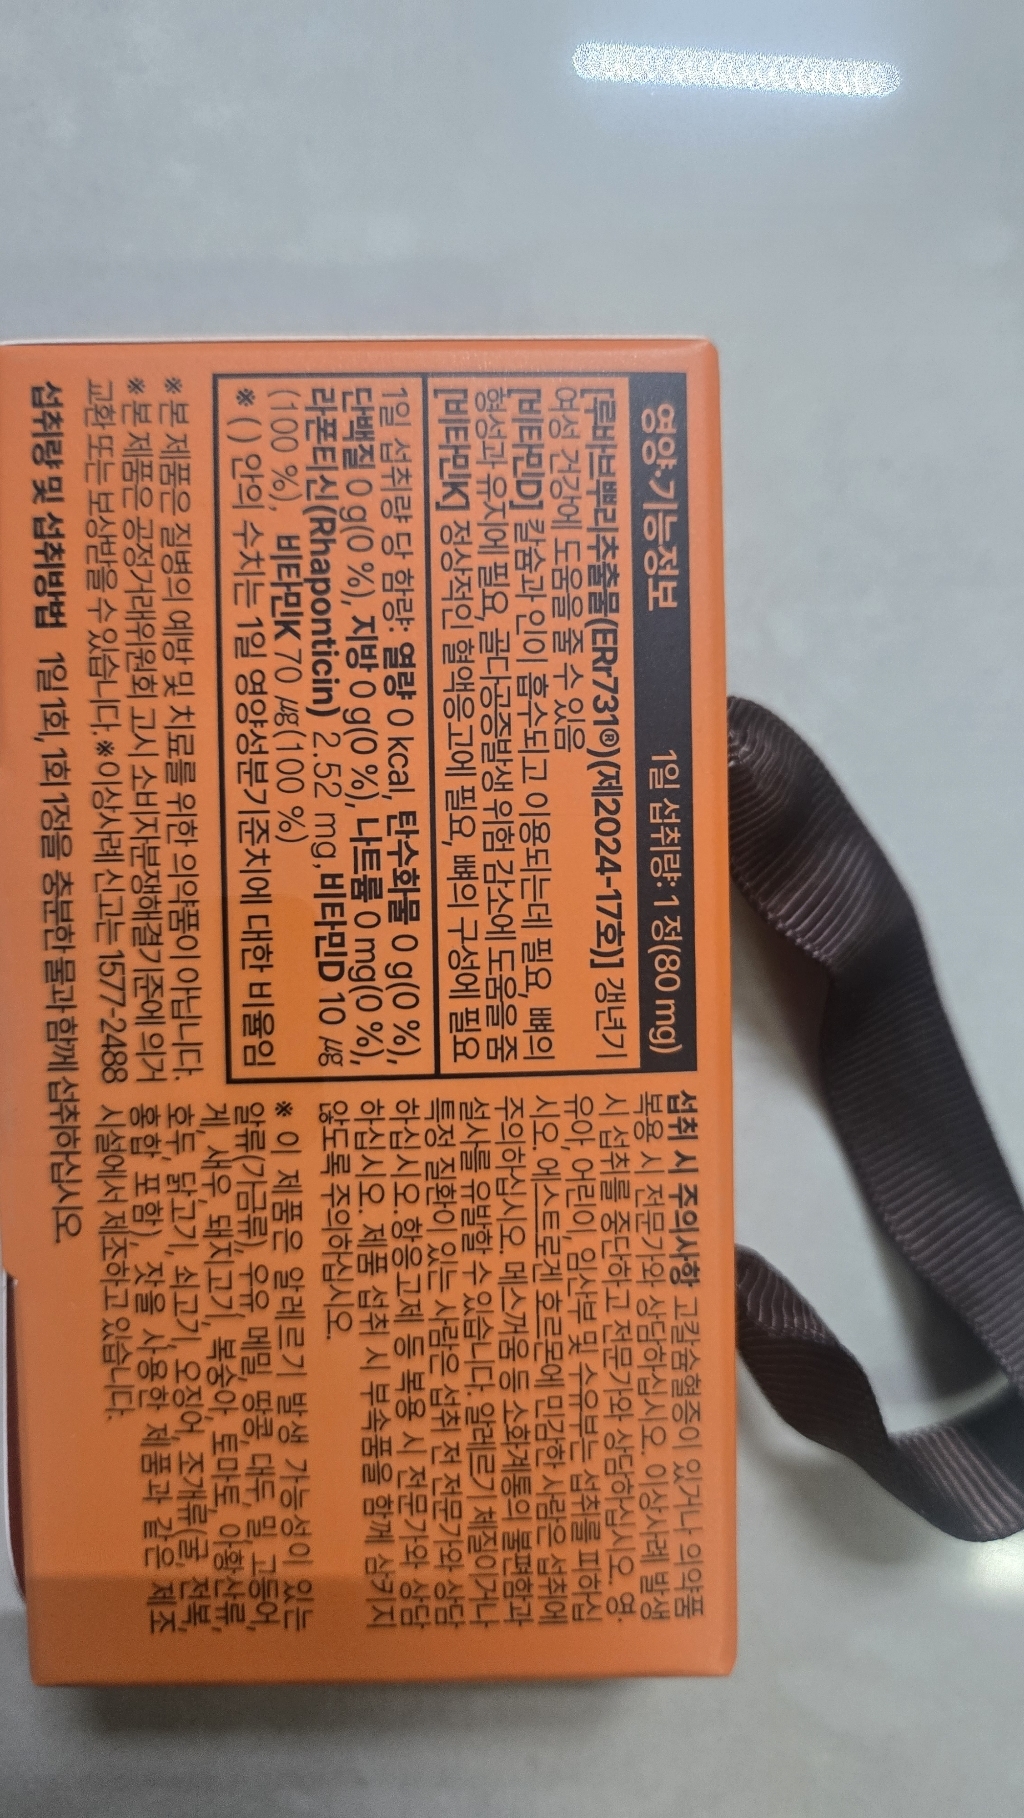 영양·기능정보 1일 섭취량: 1 정(80 mg)
[루바브뿌리추출물(ERr731®)(제2024-17호)] 갱년기
여성 건강에 도움을 줄 수 있음
[비타민D] 칼슘과 인이 흡수되고 이용되는데 필요, 뼈의
형성과 유지에 필요, 골다공증발생 위험 감소에 도움을 줌
[비타민K] 정상적인 혈액응고에 필요, 뼈의 구성에 필요
1일 섭취량 당 함량: 열량 0 kcal, 탄수화물 0 g(0 %),
단백질 0 g(0 %), 지방 0 g(0 %), 나트륨 0 mg(0 %),
라폰티신(Rhaponticin) 2.52 mg, 비타민D 10 ㎍
(100 %), 비타민K 70 ㎍(100 %)
※ ( ) 안의 수치는 1일 영양성분기준치에 대한 비율임
※ 본 제품은 질병의 예방 및 치료를 위한 의약품이 아닙니다.
※ 본 제품은 공정거래위원회 고시 소비자분쟁해결기준에 의거
교환 또는 보상받을 수 있습니다. ※이상사례 신고는 1577-2488
섭취량 및 섭취방법 1일 1회, 1회 1정을 충분한 물과 함께 섭취하십시오.
섭취 시 주의사항 고칼슘혈증이 있거나 의약품
복용 시 전문가와 상담하십시오. 이상사례 발생
시 섭취를 중단하고 전문가와 상담하십시오. 영·
유아, 어린이, 임산부 및 수유부는 섭취를 피하십
시오. 에스트로겐 호르몬에 민감한 사람은 섭취에
주의하십시오. 메스꺼움 등 소화계통의 불편함과
설사를 유발할 수 있습니다. 알레르기 체질이거나
특정 질환이 있는 사람은 섭취 전 전문가와 상담
하십시오. 항응고제 등 복용 시 전문가와 상담
하십시오. 제품 섭취 시 부속품을 함께 삼키지
않도록 주의하십시오.
※ 이 제품은 알레르기 발생 가능성이 있는
알류(가금류), 우유, 메밀, 땅콩, 대두, 밀, 고등어,
게, 새우, 돼지고기, 복숭아, 토마토, 아황산류,
호두, 닭고기, 쇠고기, 오징어, 조개류(굴, 전복,
홍합, 포함), 잣을 사용한 제품과 같은 제조
시설에서 제조하고 있습니다.